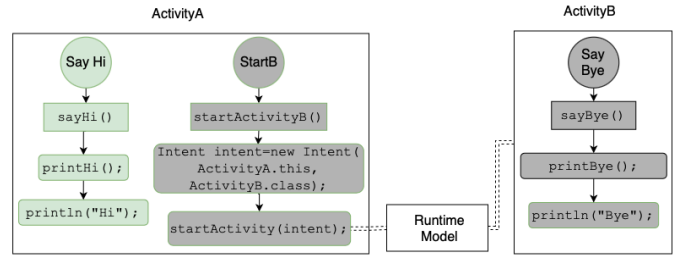 ActivityA
Say Hi
sayHi()
printHi();
println("Hi");
StartB
startActivityB()
Intent intent=new Intent(
ActivityA.this,
ActivityB.class);
startActivity(intent);
Runtime
Model
ActivityB
Say
Bye
sayBye()
printBye();
println("Bye");